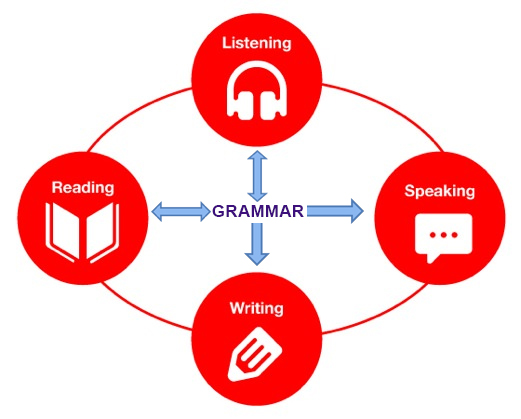 Listening
Reading
GRAMMAR
Speaking
Writing